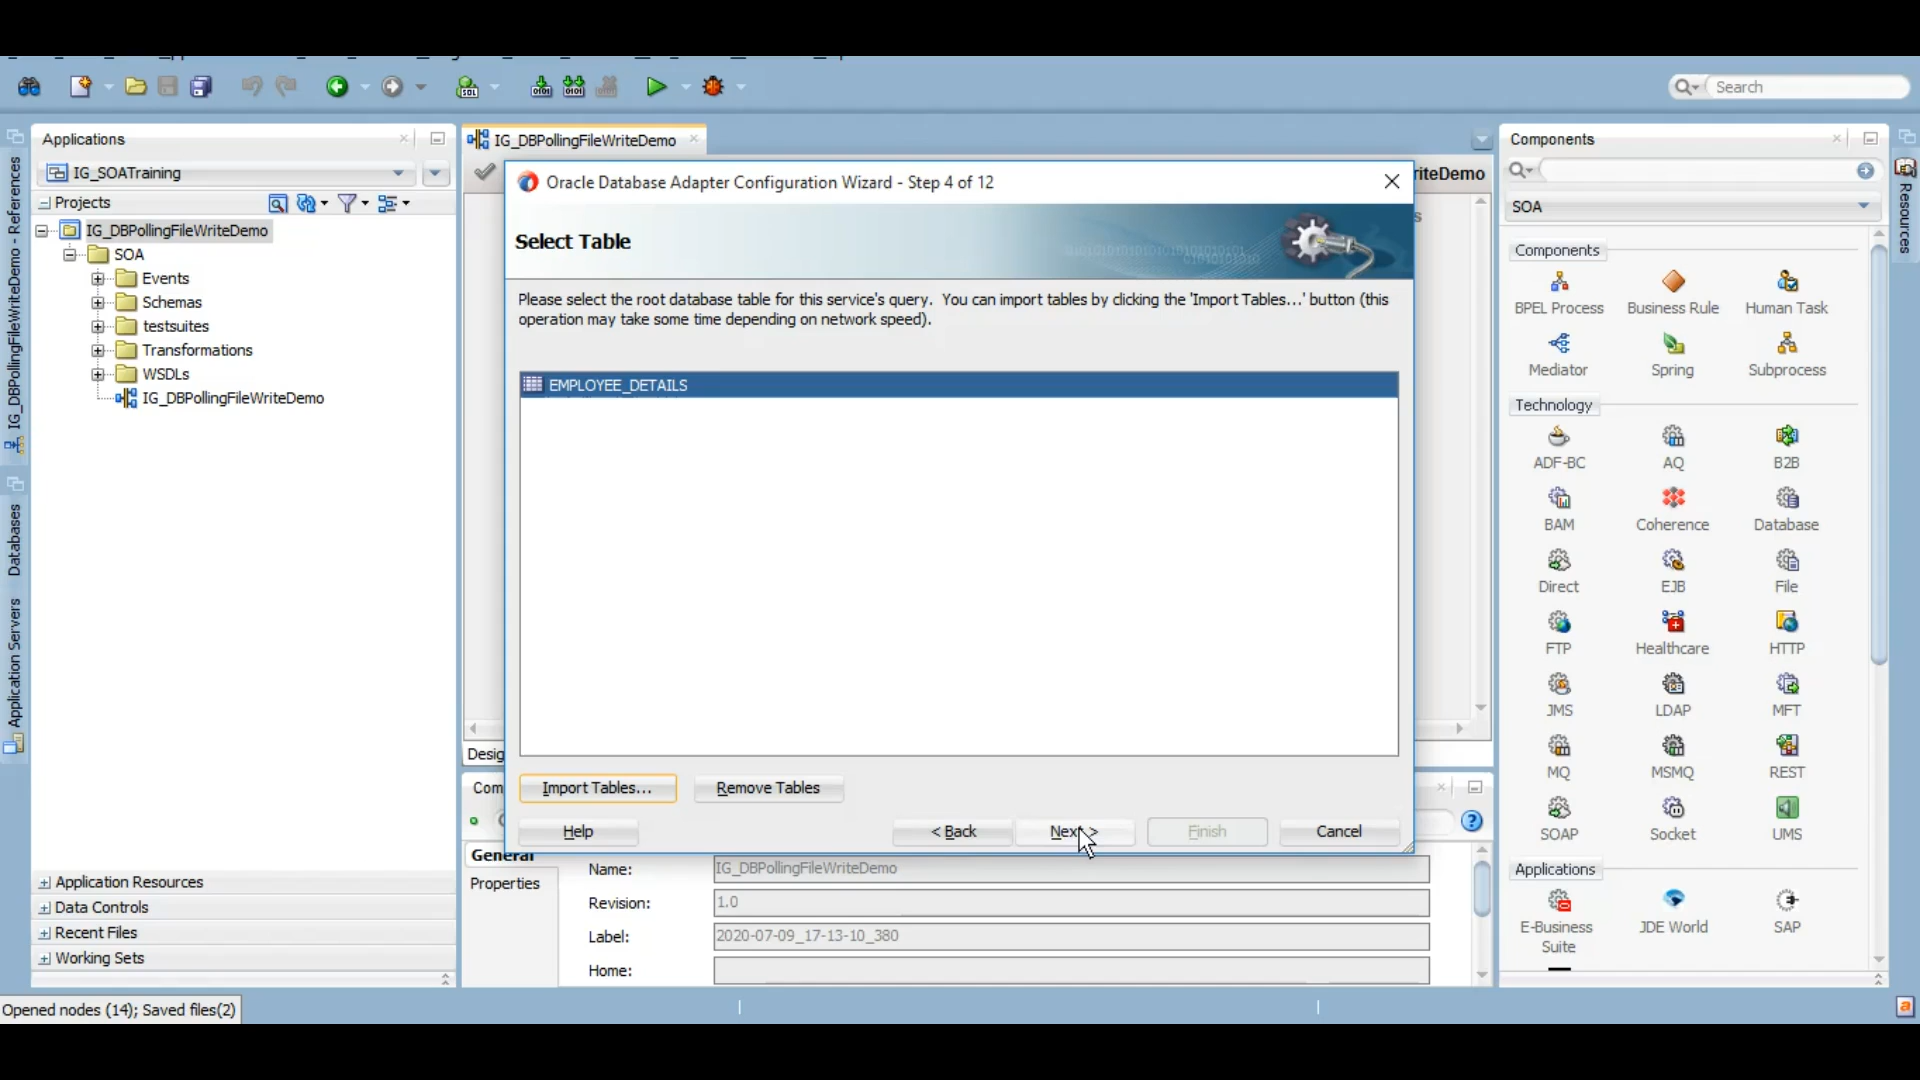 Search
Applications
IG_SOATraining
Projects
IG_DBPollingFileWriteDemo
SOA
Events
Schemas
testsuites
Transformations
WSDLs
IG_DBPollingFileWriteDemo
Application Resources
Data Controls
Recent Files
Working Sets
IG_DBPollingFileWriteDemo - References
Databases
Application Servers
IG_DBPollingFileWriteDemo
riteDemo
Oracle Database Adapter Configuration Wizard - Step 4 of 12
Select Table
Please select the root database table for this service's query. You can import tables by clicking the 'Import Tables...' button (this
operation may take some time depending on network speed).
EMPLOYEE_DETAILS
Import Tables...
Remove Tables
Help
< Back
Next >
Finish
Cancel
Desig
Com
General
Properties
Name: IG_DBPollingFileWriteDemo
Revision: 1.0
Label: 2020-07-09_17-13-10_380
Home:
Components
SOA
Components
BPEL Process Business Rule Human Task
Mediator Spring Subprocess
Technology
ADF-BC AQ B2B
BAM Coherence Database
Direct EJB File
FTP Healthcare HTTP
JMS LDAP MFT
MQ MSMQ REST
SOAP Socket UMS
Applications
E-Business
Suite
JDE World SAP
Resources
Opened nodes (14); Saved files(2)